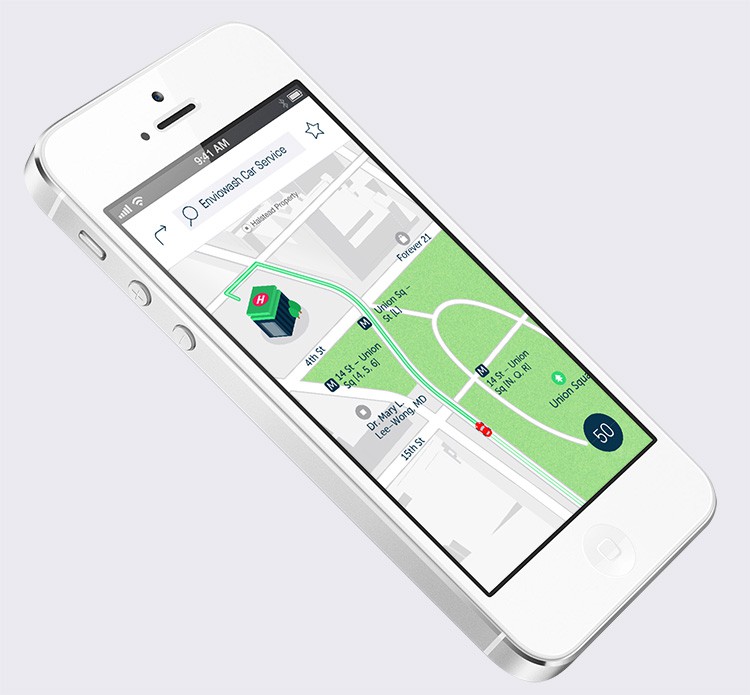 9:41 AM
Enviowash Car Service
Halstead Property
Forever 21
H
Union Sq –
St (L)
M
4th St
M
14 St – Union
Sq (4, 5, 6)
M
14 St – Union
Sq (N, Q, R)
Union Squa
Dr. Mary L.
Lee–Wong, MD
50
15th St